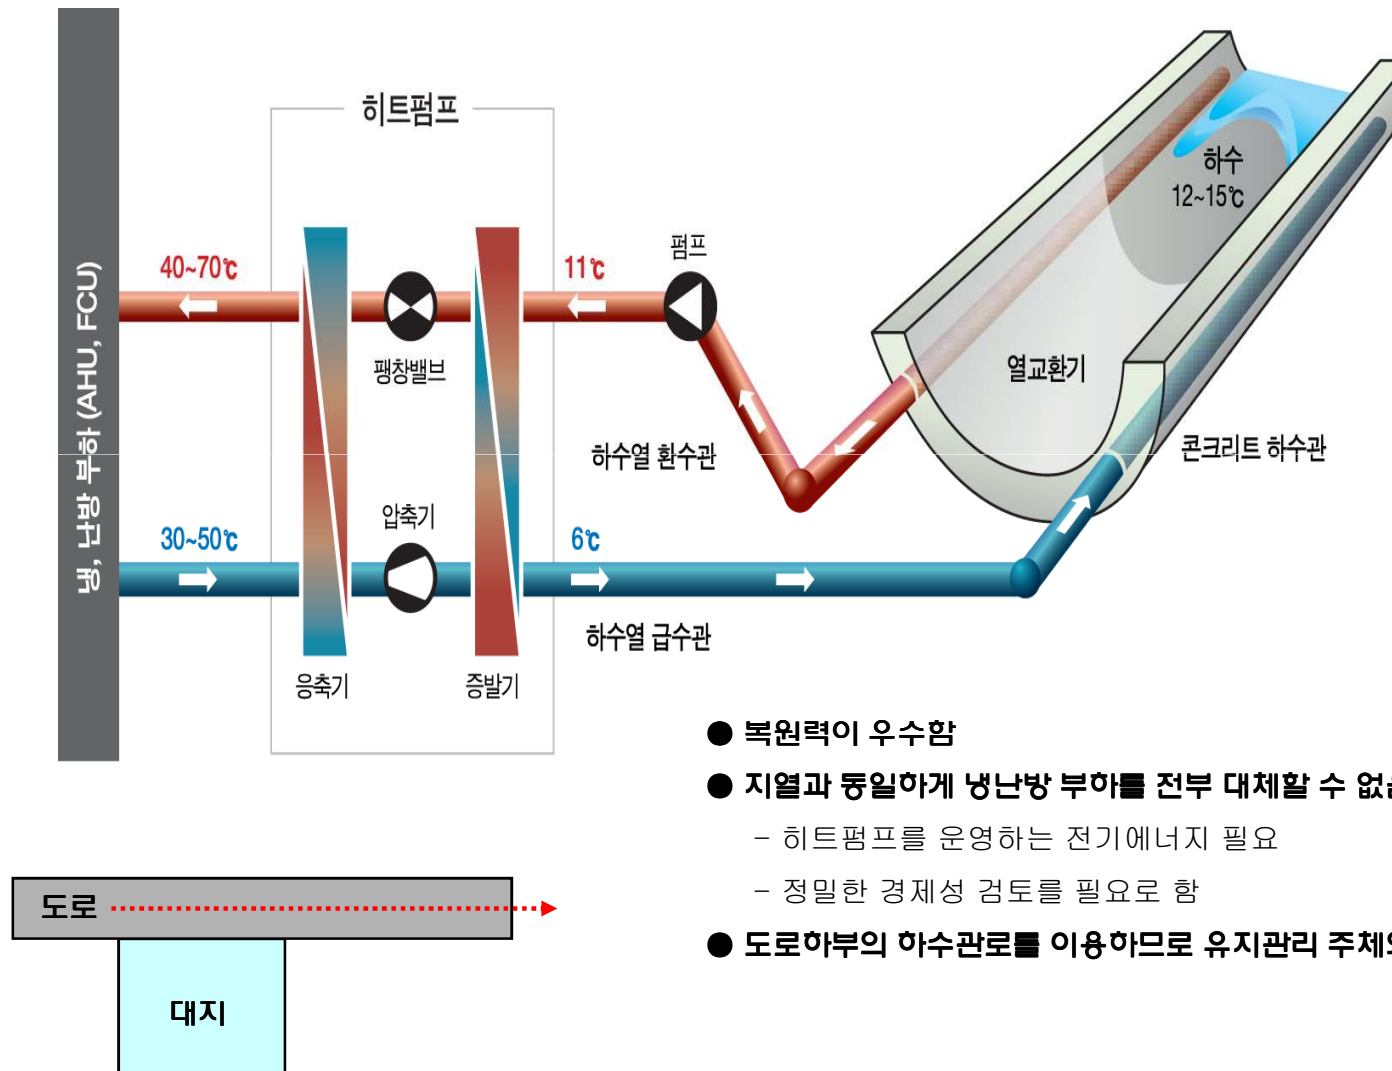 히트펌프
하수
12~15℃
펌프
40~70℃
11℃
팽창밸브
열교환기
하수열 환수관
콘크리트 하수관
냉, 난방 부하 (AHU, FCU)
압축기
30~50℃
6℃
하수열 급수관
응축기
증발기
● 복원력이 우수함
● 지열과 동일하게 냉난방 부하를 전부 대체할 수 없
– 히트펌프를 운영하는 전기에너지 필요
– 정밀한 경제성 검토를 필요로 함
● 도로하부의 하수관로를 이용하므로 유지관리 주체
도로
대지